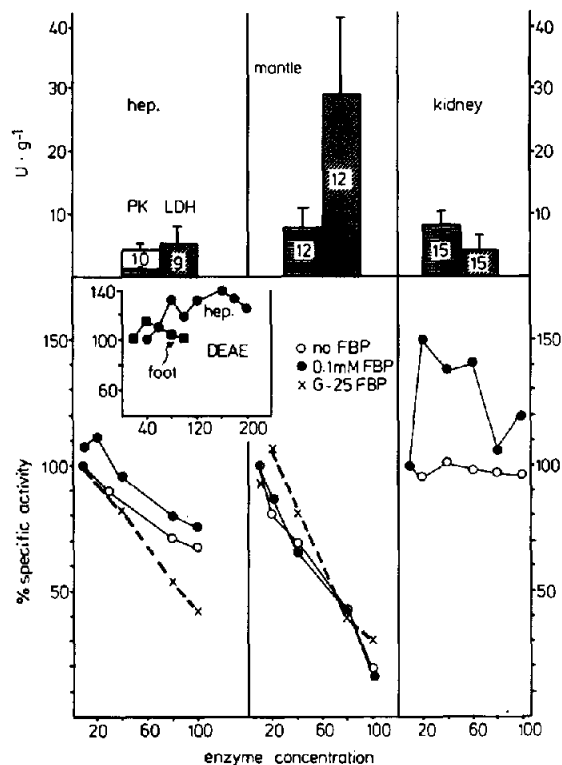 40 40
mantle
hep. kidney
30 30
U · g⁻¹
20 20
PK LDH
12
10 10
10 9 12 15 15
140
hep.
150 150
100
DEAE
○ no FBP
● 0.1mM FBP
× G-25 FBP
foot
60
40 120 200
100 100
% specific activity
50 50
20 60 100 20 60 100 20 60 100
enzyme concentration